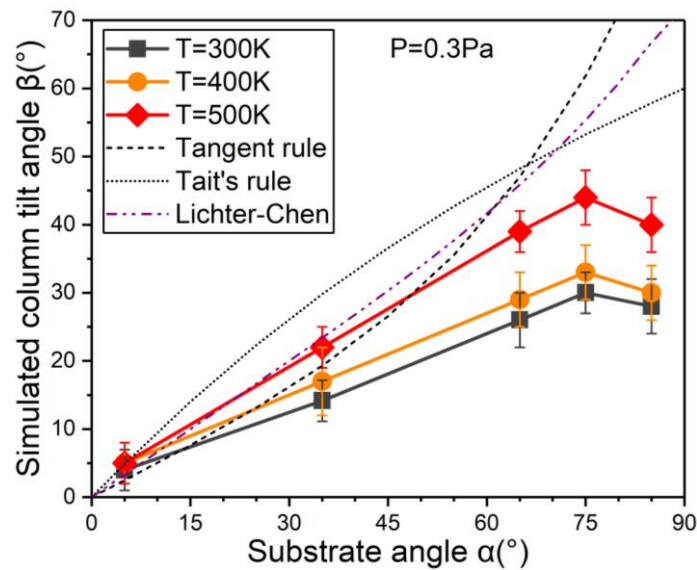 70
60
50
40
30
20
10
0
T=300K
T=400K
T=500K
Tangent rule
Tait's rule
Lichter-Chen
P=0.3Pa
Simulated column tilt angle β(°)
0 15 30 45 60 75 90
Substrate angle α(°)